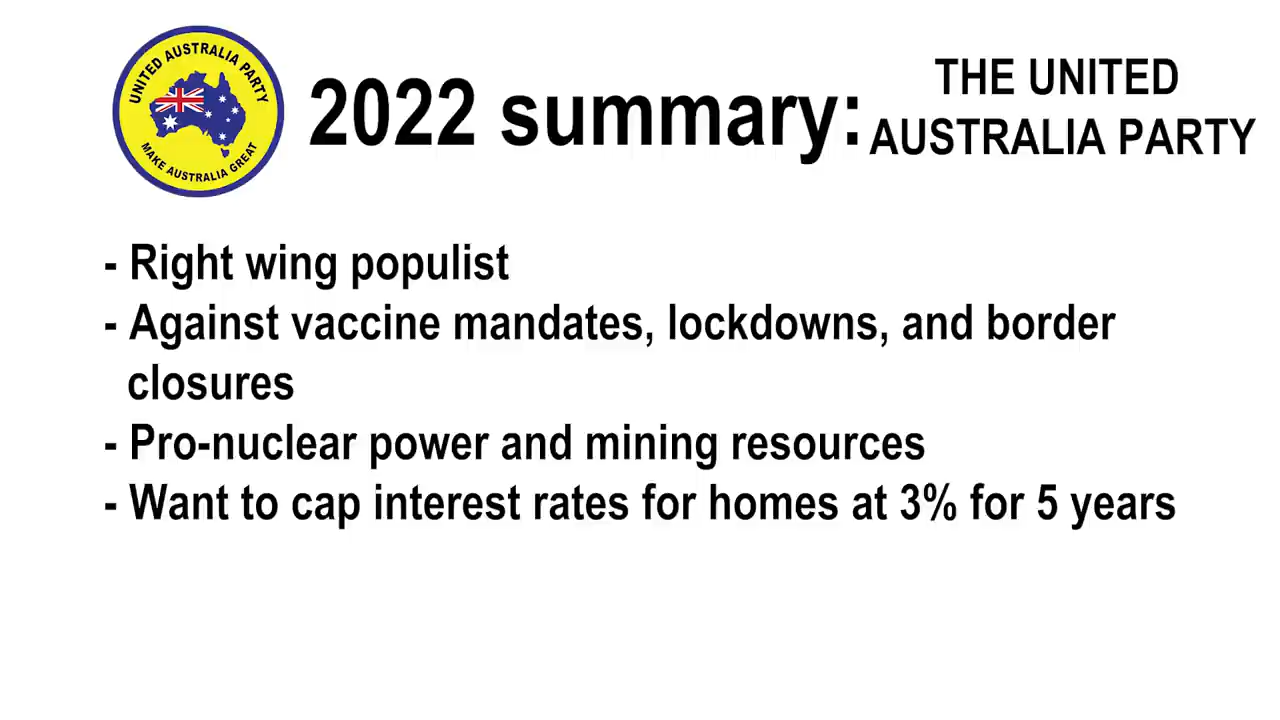 UNITED AUSTRALIA PARTY
MAKE AUSTRALIA GREAT
2022 summary:
THE UNITED
AUSTRALIA PARTY
- Right wing populist
- Against vaccine mandates, lockdowns, and border
closures
- Pro-nuclear power and mining resources
- Want to cap interest rates for homes at 3% for 5 years